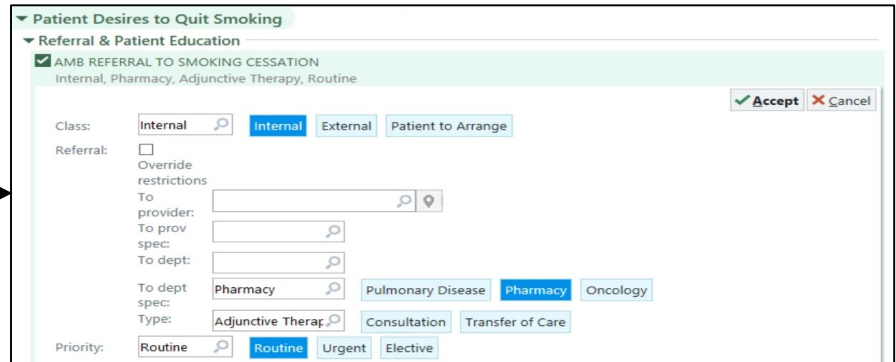 Patient Desires to Quit Smoking
Referral & Patient Education
AMB REFERRAL TO SMOKING CESSATION
Internal, Pharmacy, Adjunctive Therapy, Routine
Accept Cancel
Class: Internal Internal External Patient to Arrange
Referral:
Override
restrictions
To
provider:
To prov
spec:
To dept:
To dept
spec: Pharmacy Pulmonary Disease Pharmacy Oncology
Type: Adjunctive Therap Consultation Transfer of Care
Priority: Routine Routine Urgent Elective